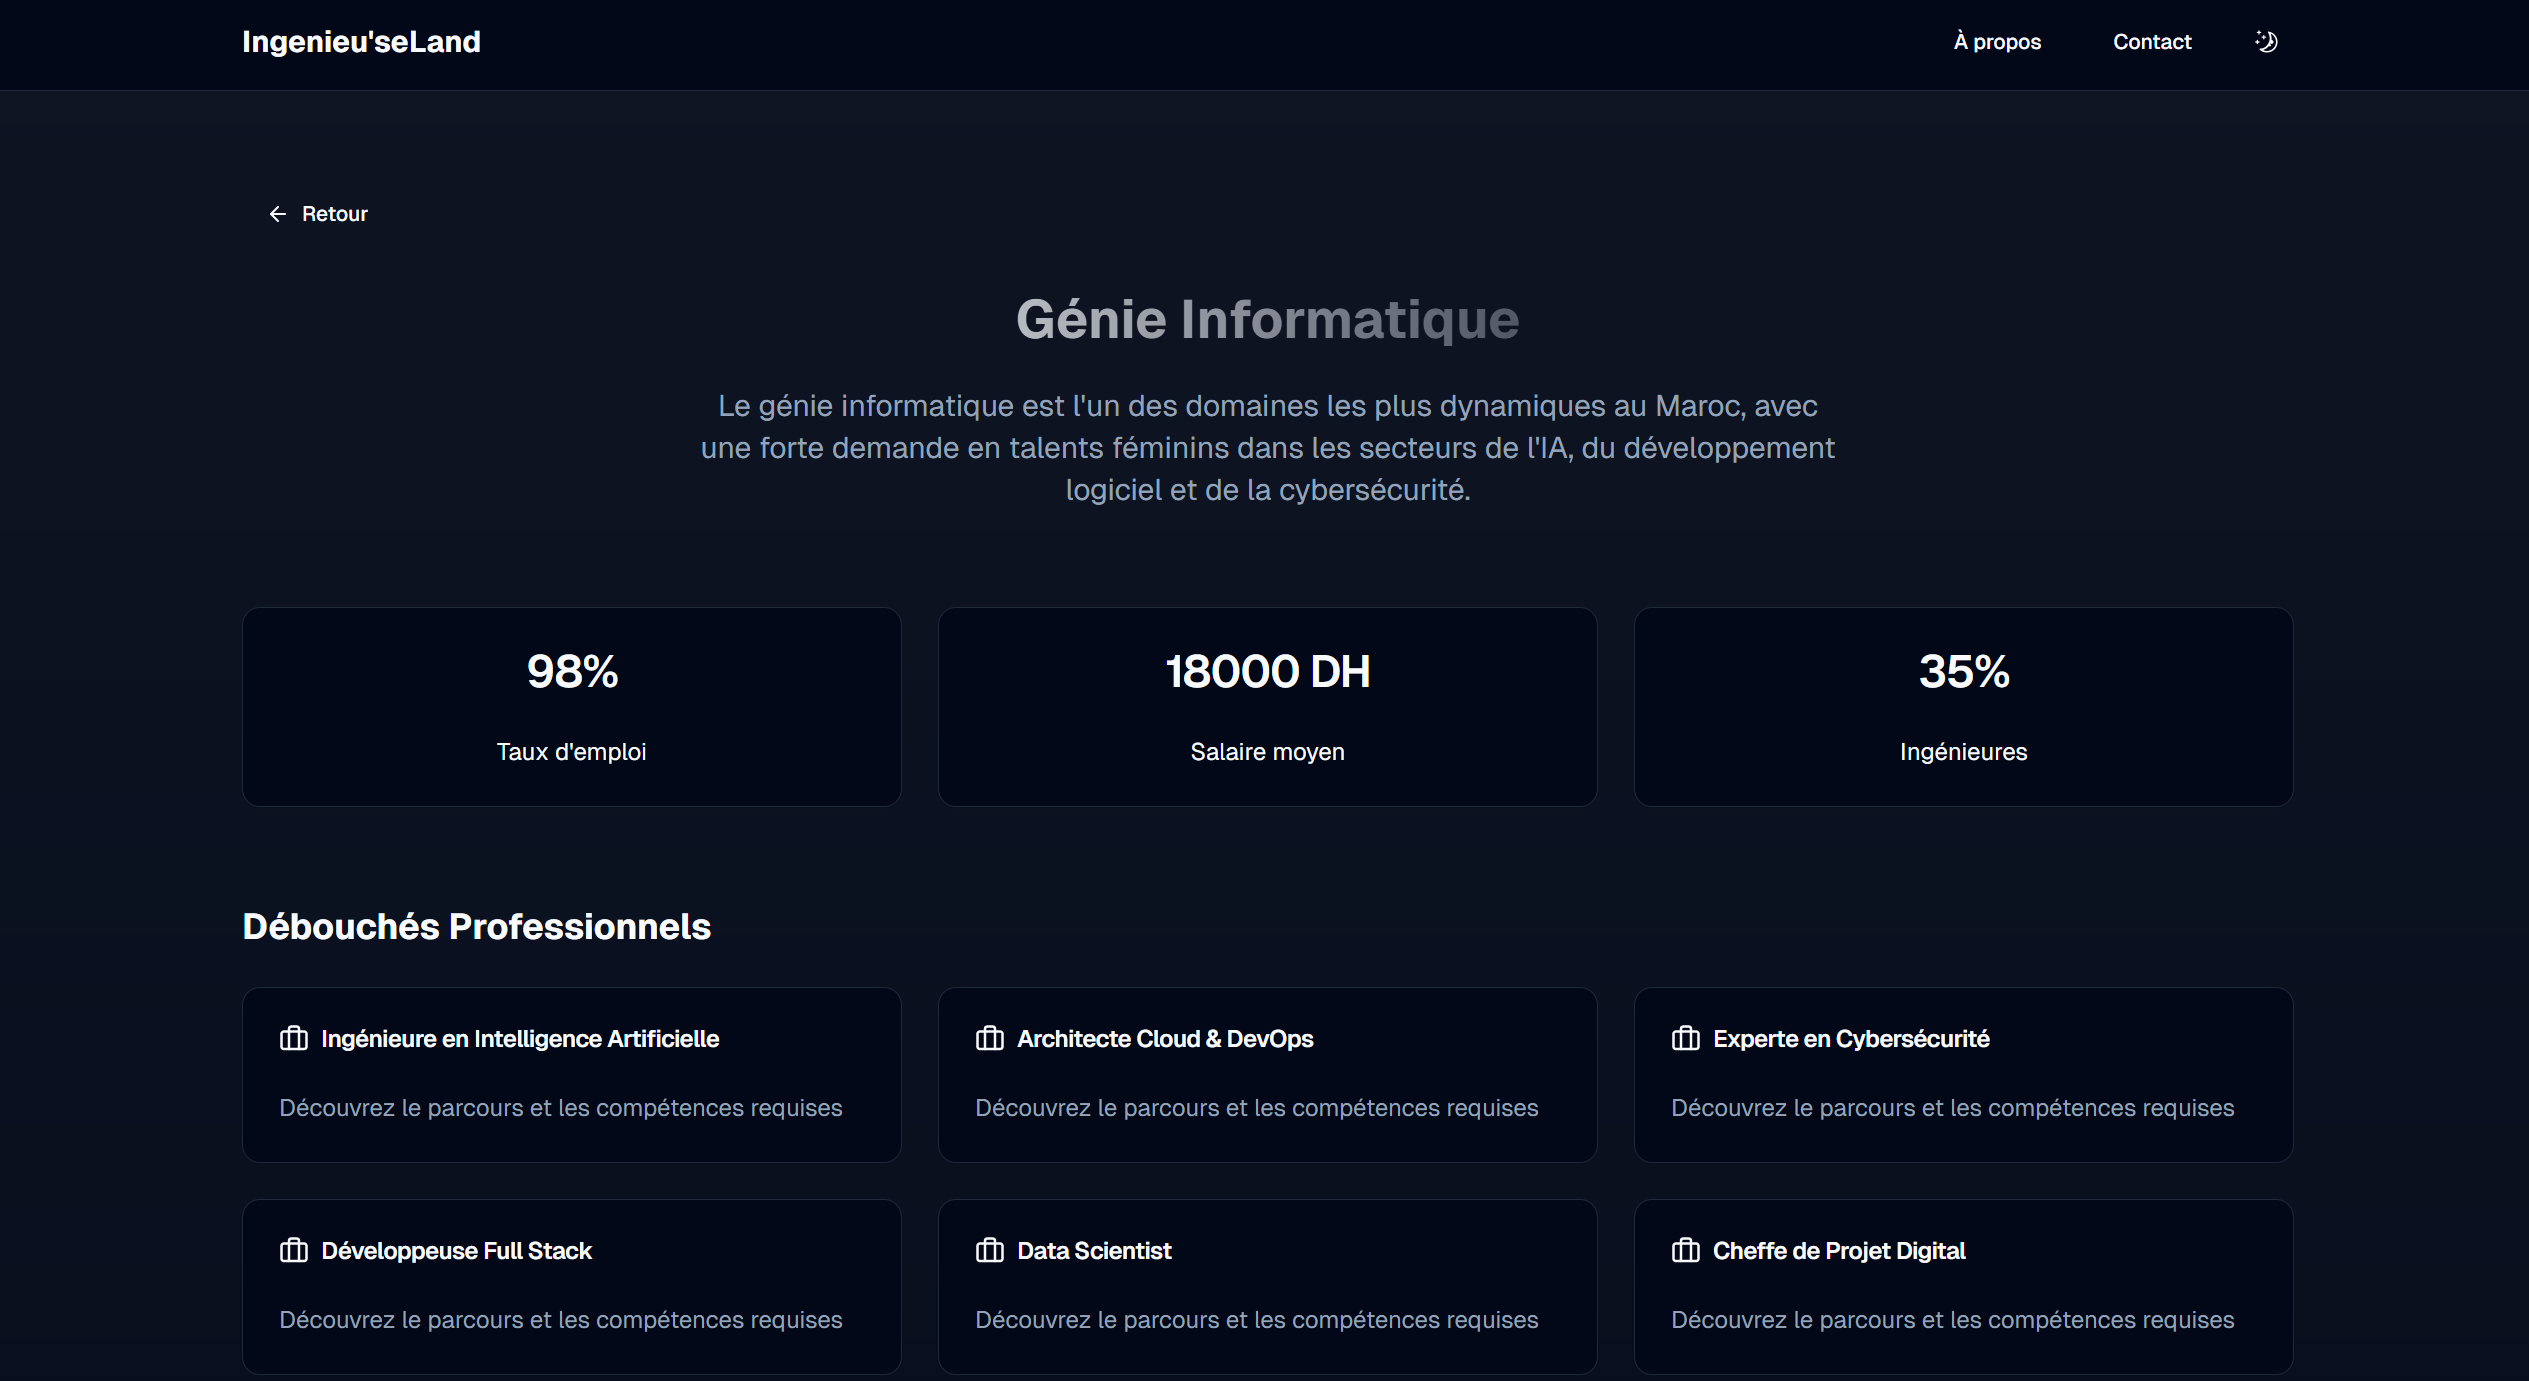 Ingenieu'seLand
À propos
Contact
Retour
Génie Informatique
Le génie informatique est l'un des domaines les plus dynamiques au Maroc, avec
une forte demande en talents féminins dans les secteurs de l'IA, du développement
logiciel et de la cybersécurité.
98%
Taux d'emploi
18000 DH
Salaire moyen
35%
Ingénieures
Débouchés Professionnels
Ingénieure en Intelligence Artificielle
Découvrez le parcours et les compétences requises
Architecte Cloud & DevOps
Découvrez le parcours et les compétences requises
Experte en Cybersécurité
Découvrez le parcours et les compétences requises
Développeuse Full Stack
Découvrez le parcours et les compétences requises
Data Scientist
Découvrez le parcours et les compétences requises
Cheffe de Projet Digital
Découvrez le parcours et les compétences requises